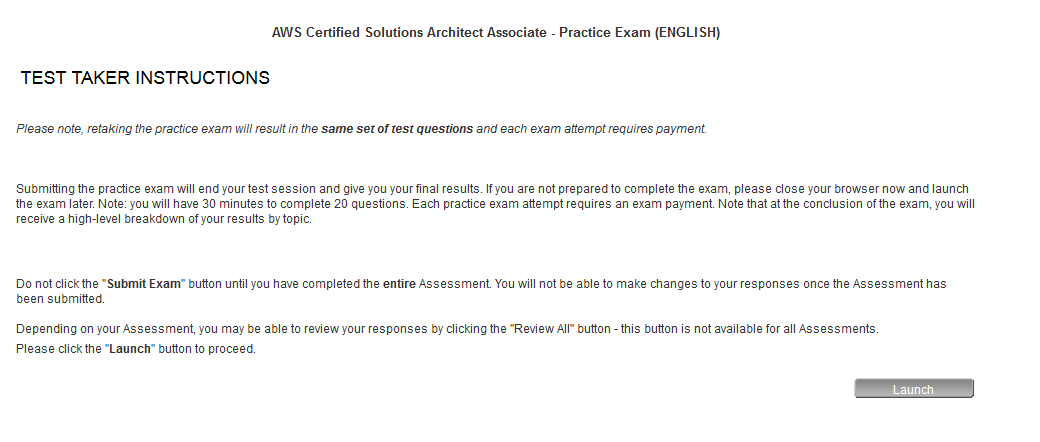 AWS Certified Solutions Architect Associate - Practice Exam (ENGLISH)
TEST TAKER INSTRUCTIONS
Please note, retaking the practice exam will result in the same set of test questions and each exam attempt requires payment.
Submitting the practice exam will end your test session and give you your final results. If you are not prepared to complete the exam, please close your browser now and launch
the exam later. Note: you will have 30 minutes to complete 20 questions. Each practice exam attempt requires an exam payment. Note that at the conclusion of the exam, you will
receive a high-level breakdown of your results by topic.
Do not click the "Submit Exam" button until you have completed the entire Assessment. You will not be able to make changes to your responses once the Assessment has
been submitted.
Depending on your Assessment, you may be able to review your responses by clicking the "Review All" button - this button is not available for all Assessments.
Please click the "Launch" button to proceed.
Launch